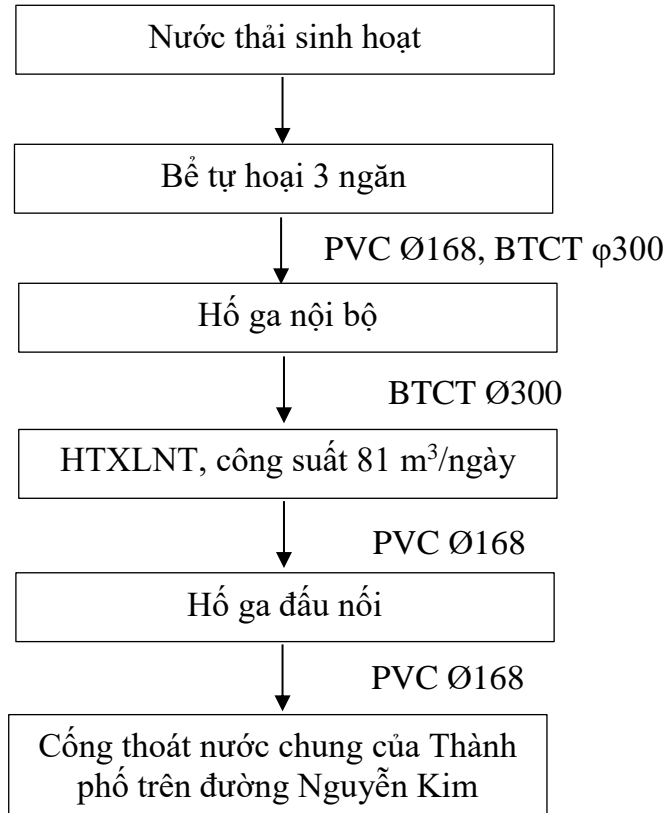 Nước thải sinh hoạt
Bể tự hoại 3 ngăn
PVC Ø168, BTCT φ300
Hố ga nội bộ
BTCT Ø300
HTXLNT, công suất 81 m³/ngày
PVC Ø168
Hố ga đấu nối
PVC Ø168
Cống thoát nước chung của Thành
phố trên đường Nguyễn Kim